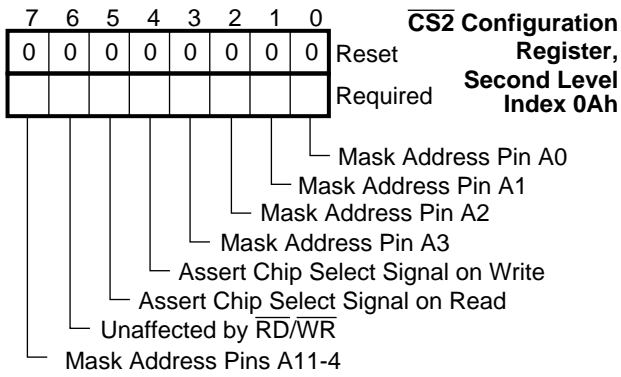 7 6 5 4 3 2 1 0
CS2 Configuration
0 0 0 0 0 0 0 0 Reset
Register,
Required
Second Level
Index 0Ah
Mask Address Pin A0
Mask Address Pin A1
Mask Address Pin A2
Mask Address Pin A3
Assert Chip Select Signal on Write
Assert Chip Select Signal on Read
Unaffected by RD/WR
Mask Address Pins A11-4